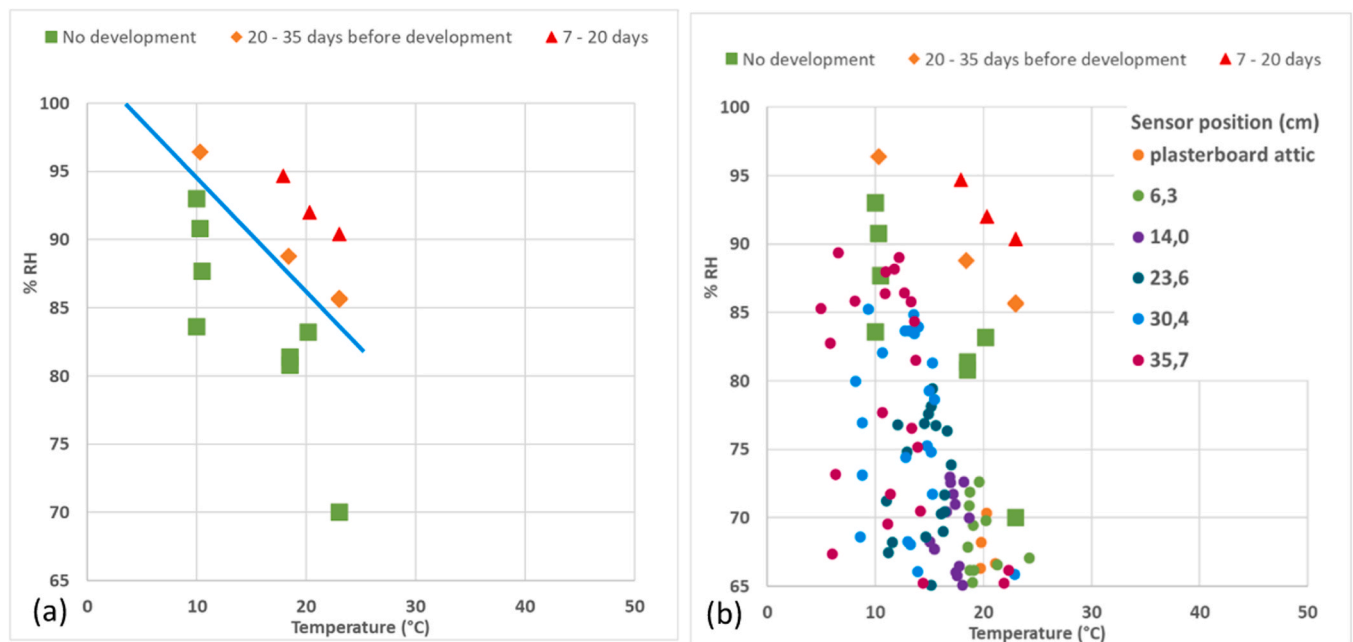 No development 20 - 35 days before development 7 - 20 days
100
95
90
85
80
75
70
65
% RH
0 10 20 30 40 50
Temperature (°C)
(a)
No development 20 - 35 days before development 7 - 20 days
100
95
90
85
80
75
70
65
% RH
0 10 20 30 40 50
Temperature (°C)
(b)
Sensor position (cm)
plasterboard attic
6,3
14,0
23,6
30,4
35,7